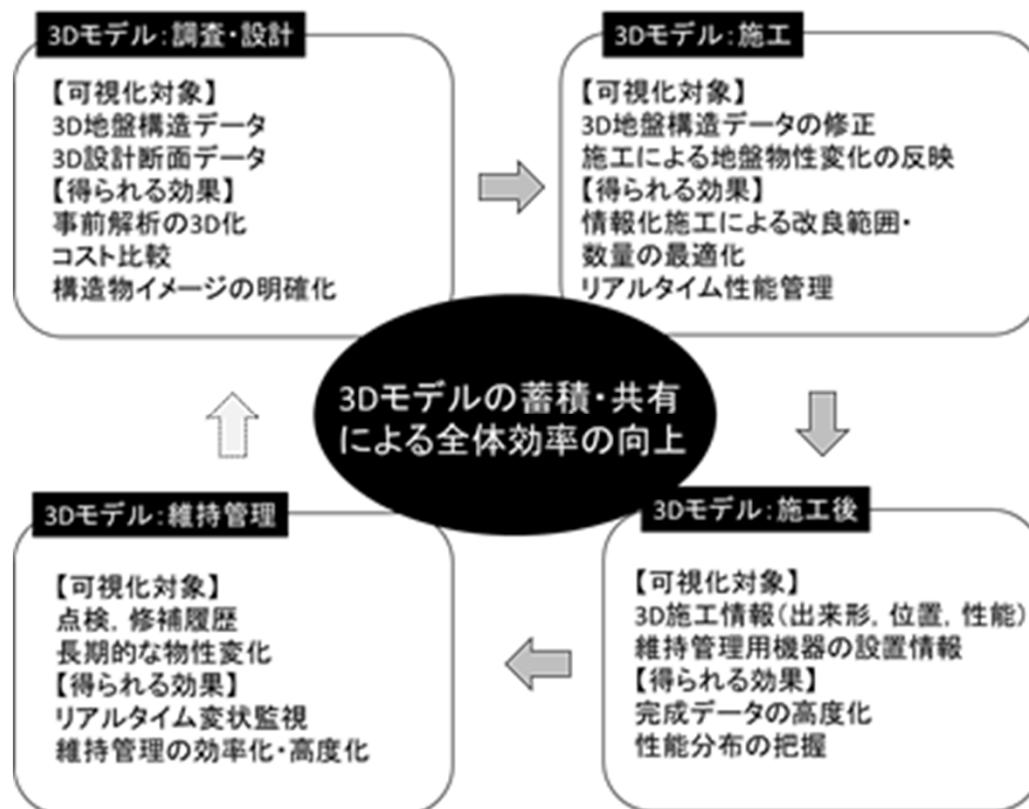 3Dモデル:調査・設計
【可視化対象】
3D地盤構造データ
3D設計断面データ
【得られる効果】
事前解析の3D化
コスト比較
構造物イメージの明確化
3Dモデル:施工
【可視化対象】
3D地盤構造データの修正
施工による地盤物性変化の反映
【得られる効果】
情報化施工による改良範囲・
数量の最適化
リアルタイム性能管理
3Dモデルの蓄積・共有
による全体効率の向上
3Dモデル:維持管理
【可視化対象】
点検,修補履歴
長期的な物性変化
【得られる効果】
リアルタイム変状監視
維持管理の効率化・高度化
3Dモデル:施工後
【可視化対象】
3D施工情報(出来形,位置,性能)
維持管理用機器の設置情報
【得られる効果】
完成データの高度化
性能分布の把握